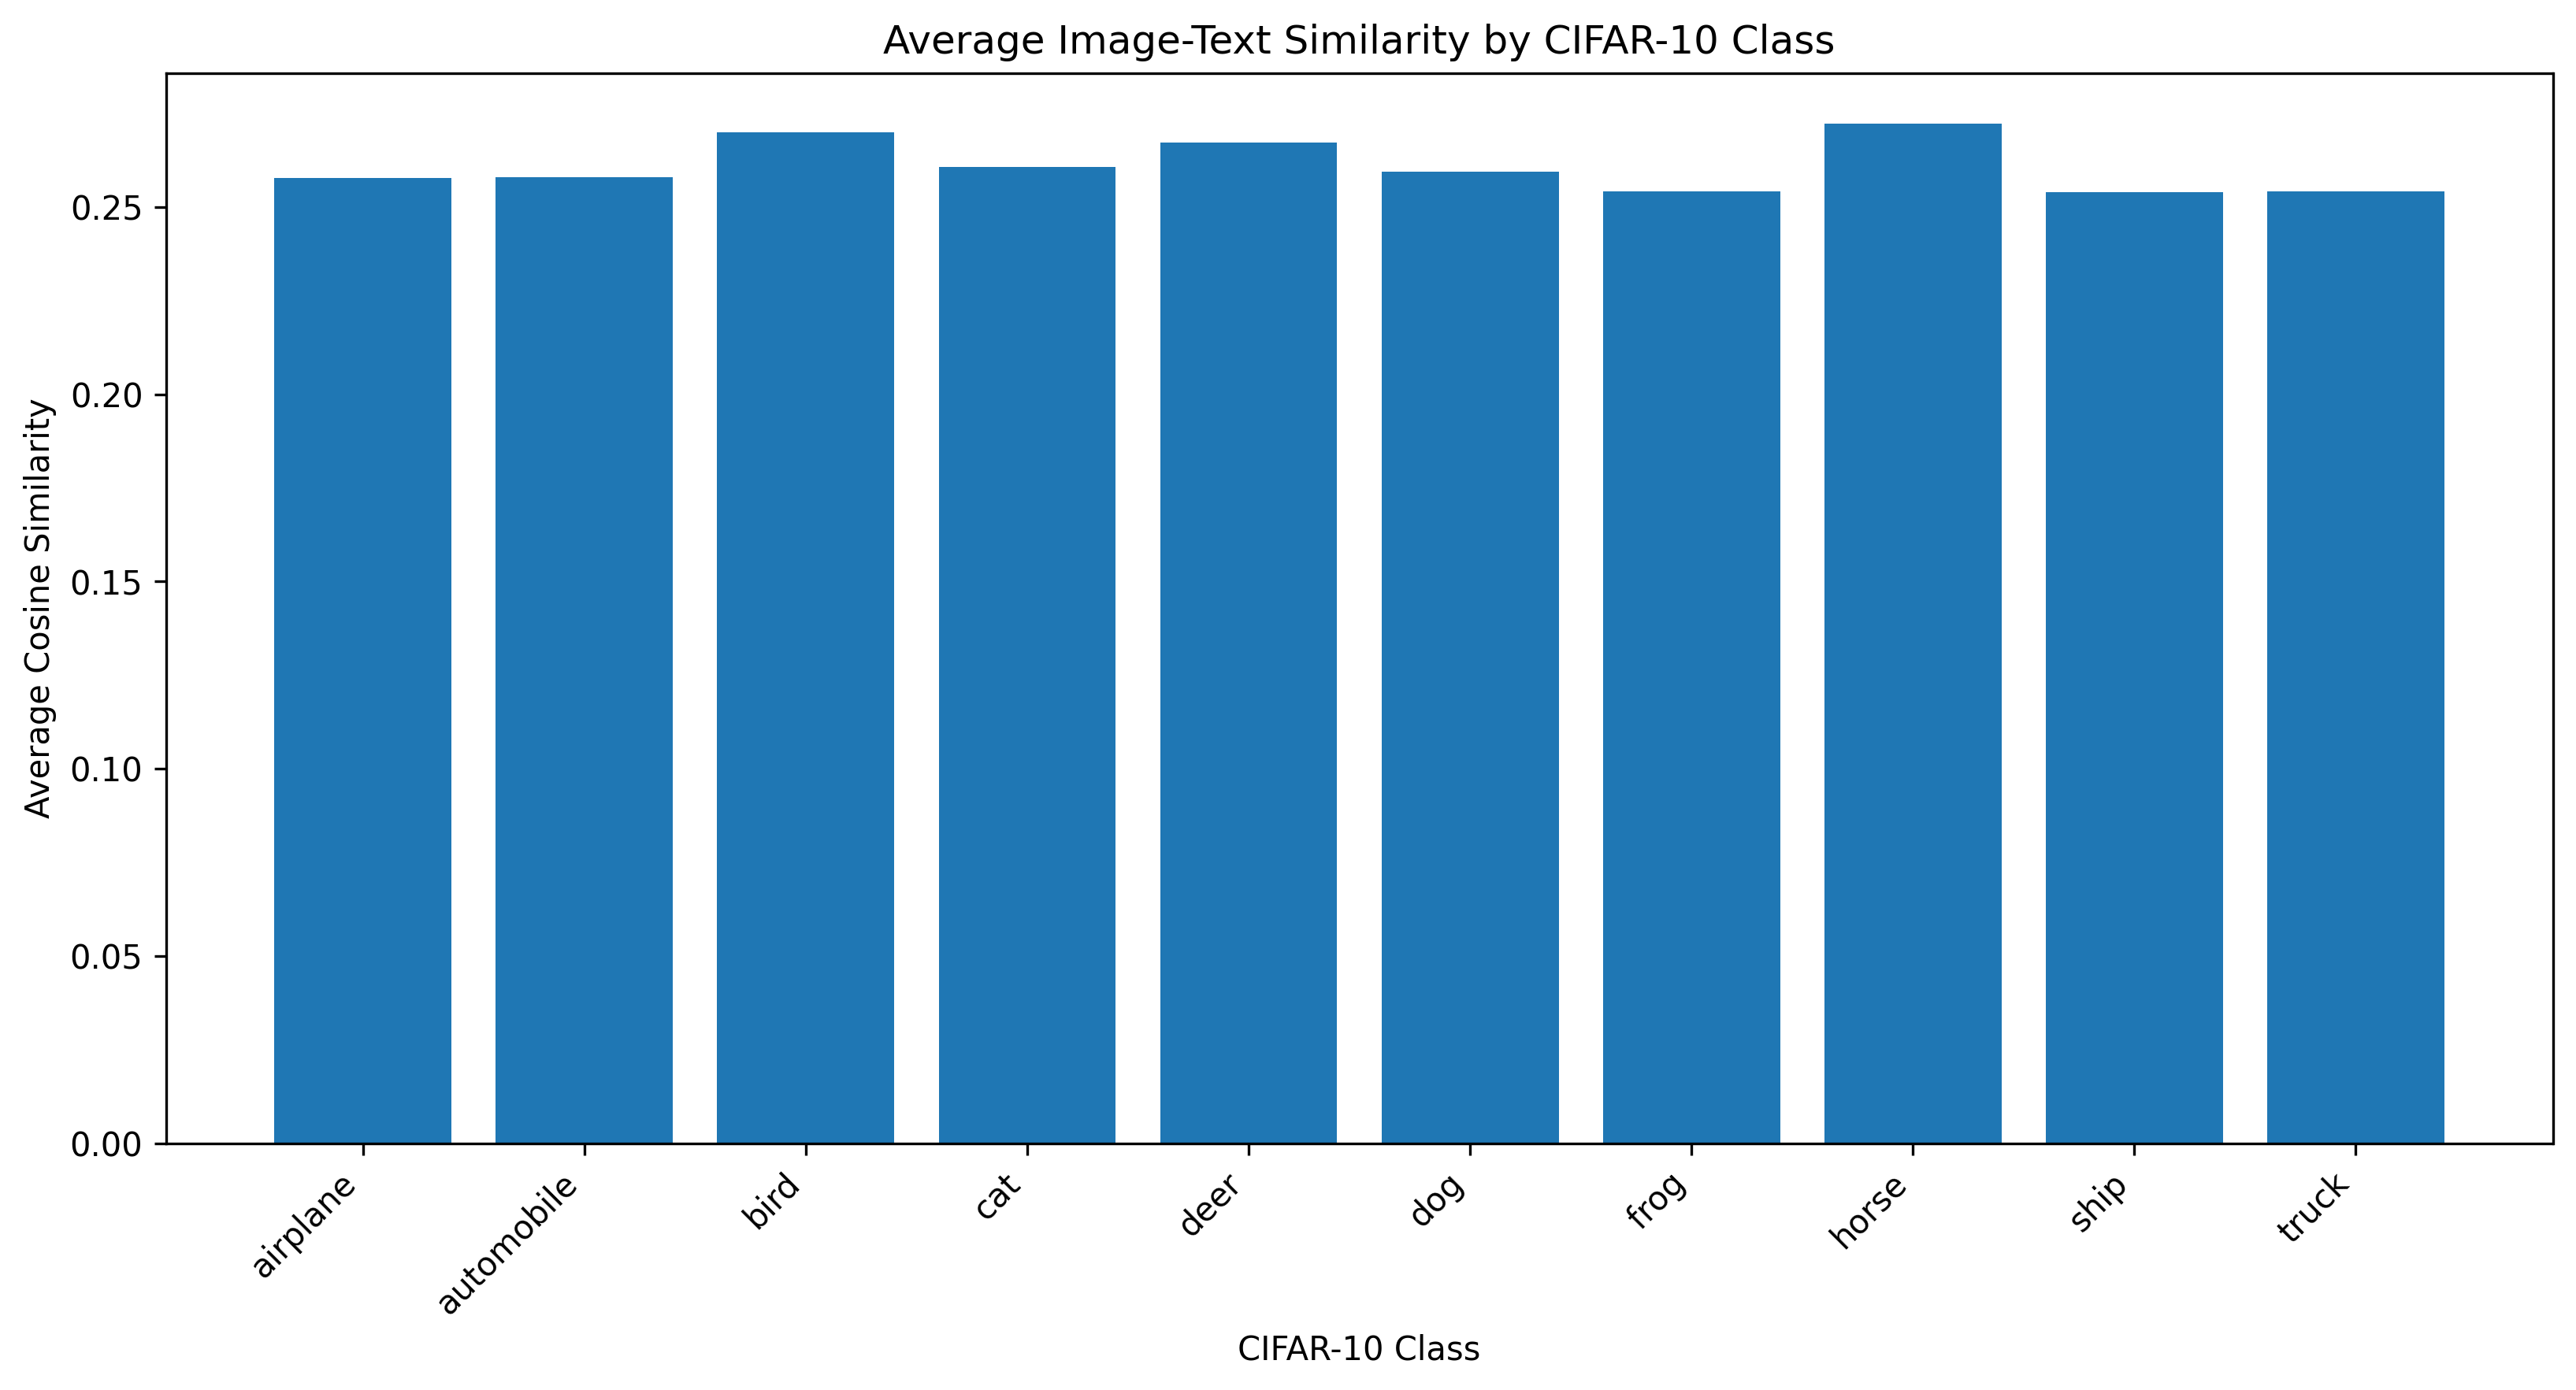 Average Image-Text Similarity by CIFAR-10 Class
Average Cosine Similarity
0.25
0.20
0.15
0.10
0.05
0.00
airplane
automobile
bird
cat
deer
dog
frog
horse
ship
truck
CIFAR-10 Class